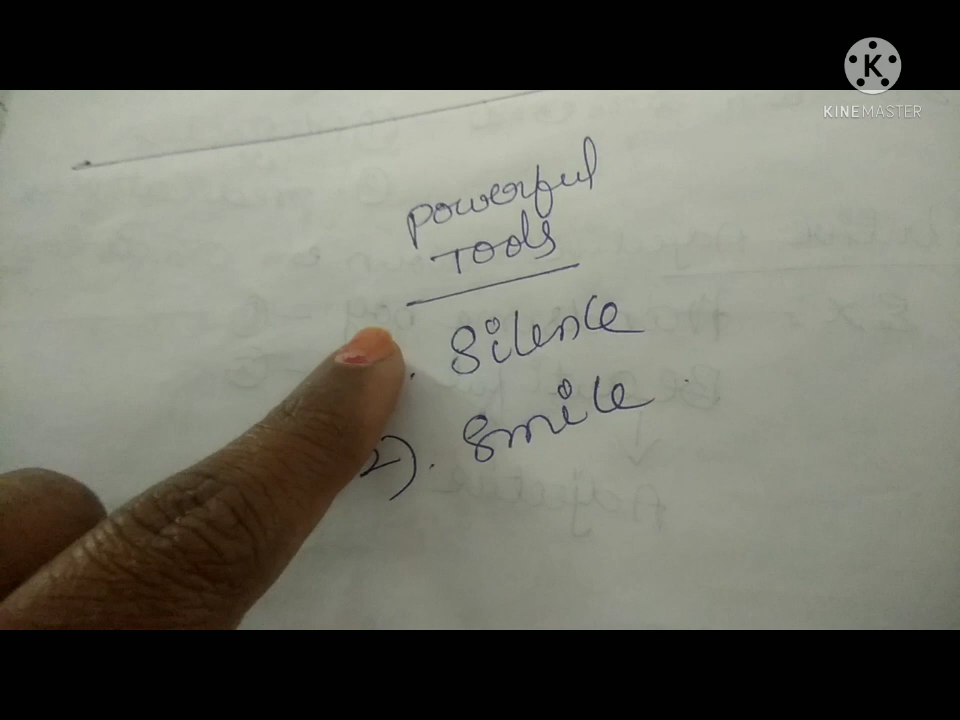 KINEMASTER
Powerful
Tools
. Silence
2). Smile